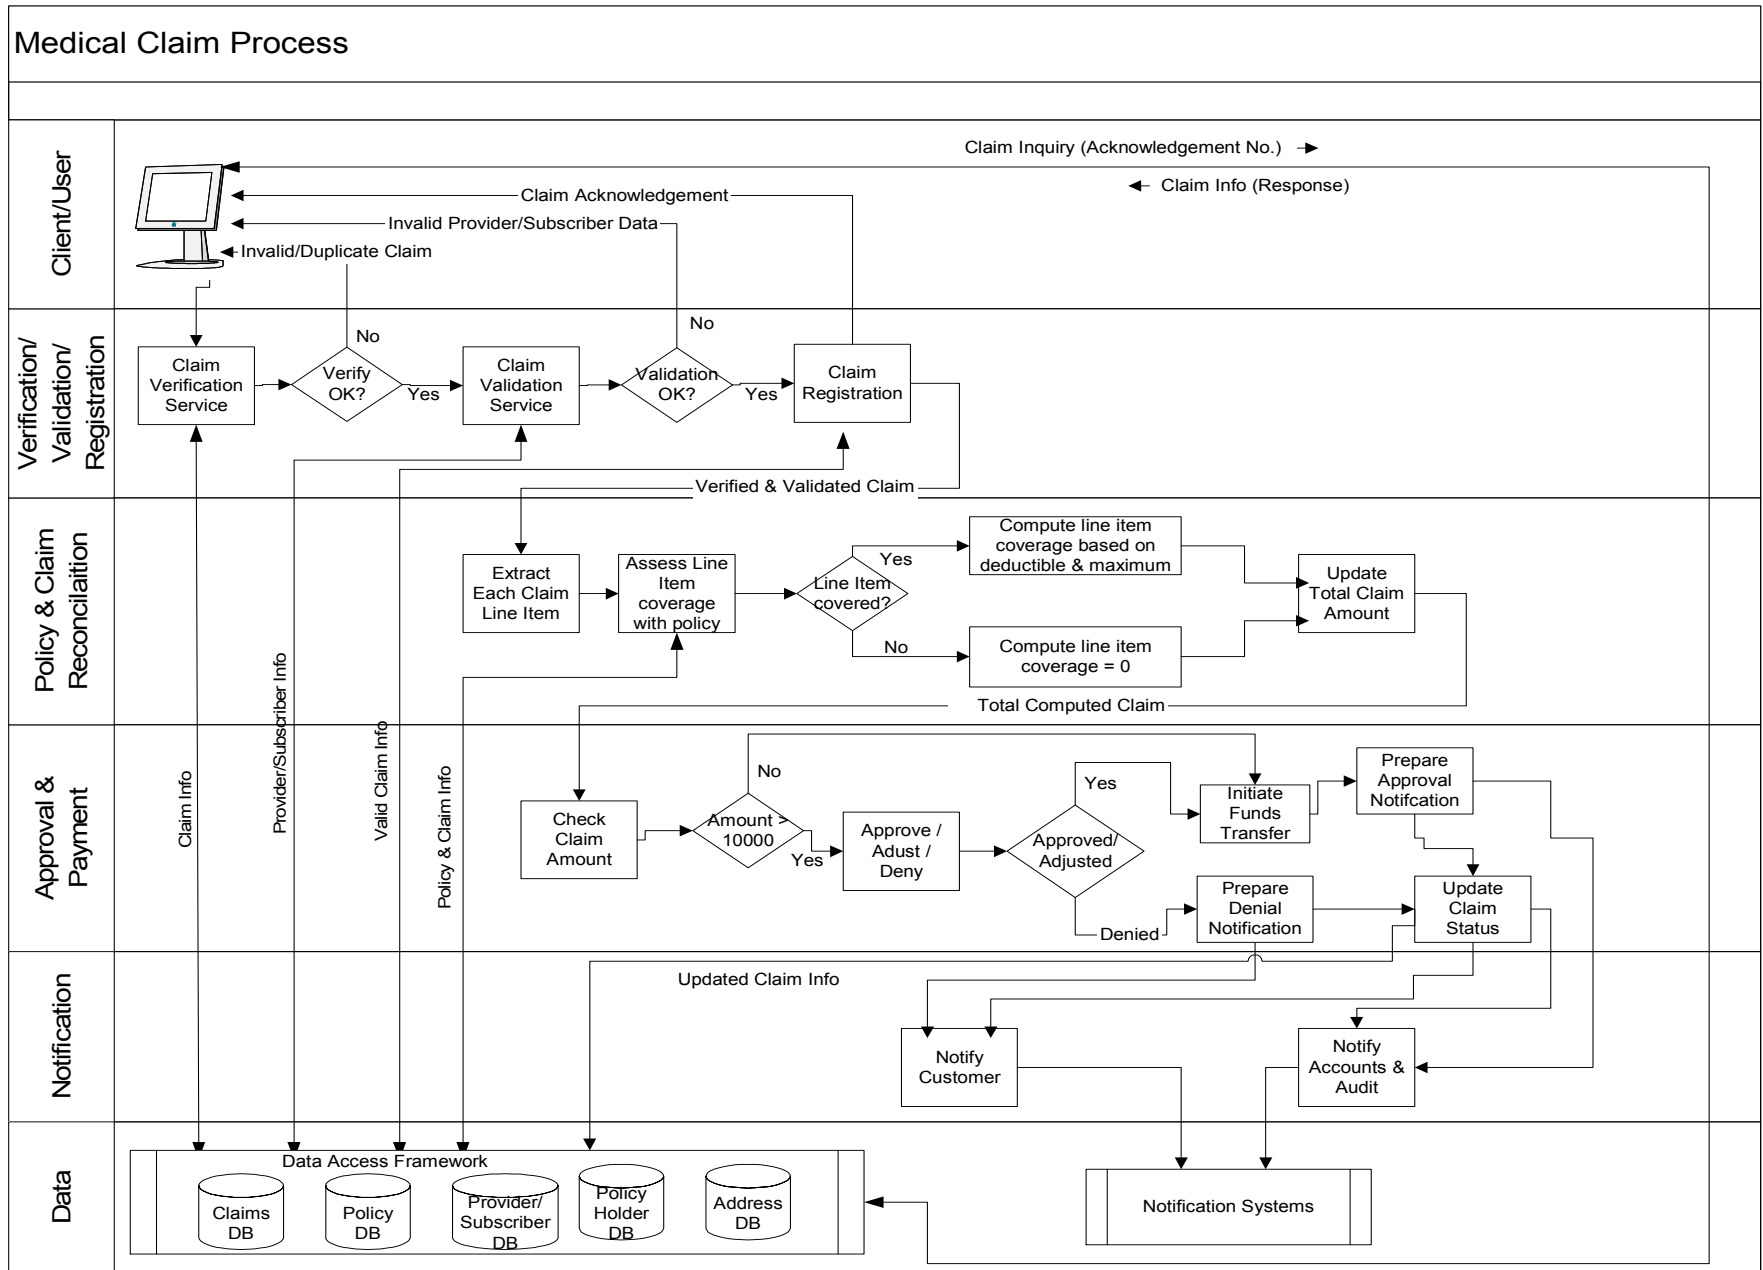 Medical Claim Process
Client/User
Claim Inquiry (Acknowledgement No.)
Claim Info (Response)
Claim Acknowledgement
Invalid Provider/Subscriber Data
Invalid/Duplicate Claim
Verification/
Validation/
Registration
Claim
Verification
Service
No
Verify
OK?
Yes
Claim
Validation
Service
No
Validation
OK?
Yes
Claim
Registration
Verified & Validated Claim
Policy & Claim
Reconcilaition
Extract
Each Claim
Line Item
Assess Line
Item
coverage
with policy
Line Item
covered?
Yes
No
Compute line item
coverage based on
deductible & maximum
Compute line item
coverage = 0
Update
Total Claim
Amount
Total Computed Claim
Claim Info
Provider/Subscriber Info
Valid Claim Info
Policy & Claim Info
Approval &
Payment
Check
Claim
Amount
No
Amount >
10000
Yes
Approve /
Adust /
Deny
Approved/
Adjusted
Yes
Denied
Initiate
Funds
Transfer
Prepare
Approval
Notifcation
Prepare
Denial
Notification
Update
Claim
Status
Notification
Updated Claim Info
Notify
Customer
Notify
Accounts &
Audit
Data
Data Access Framework
Claims
DB
Policy
DB
Provider/
Subscriber
DB
Policy
Holder
DB
Address
DB
Notification Systems